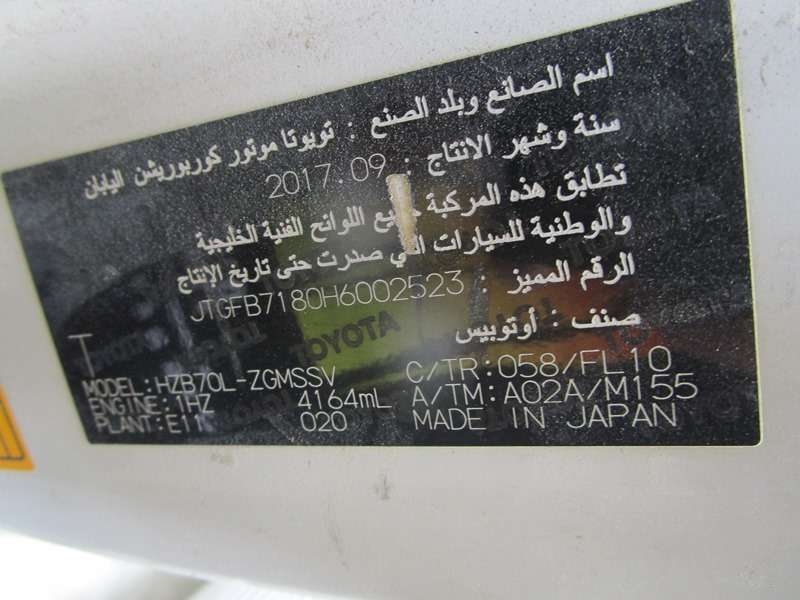 اسم الصانع وبلد الصنع : تويوتا موتور كوربوريشن اليابان
سنة وشهر الانتاج : 2017.09
تطابق هذه المركبة اللوائح الفنية الخليجية
والوطنية للسيارات التي صدرت حتى تاريخ الإنتاج
الرقم المميز : JTGFB7180H6002523
صنف : أوتوبيس
T
MODEL:HZB70L-ZGMSSV C/TR:058/FL10
ENGINE:1HZ 4164mL A/TM:A02A/M155
PLANT:E11 020 MADE IN JAPAN
TOYOTA